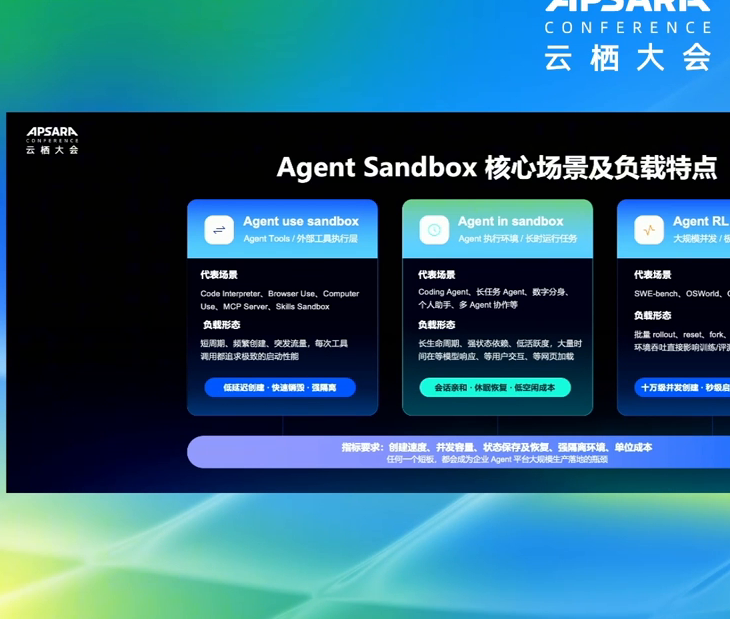 APSARA
CONFERENCE
云栖大会
APSARA
CONFERENCE
云栖大会
Agent Sandbox 核心场景及负载特点
Agent use sandbox
Agent Tools / 外部工具执行层
代表场景
Code Interpreter、Browser Use、Computer
Use、MCP Server、Skills Sandbox
负载形态
短周期、频繁创建、突发流量，每次工具
调用都追求极致的启动性能
低延迟创建 · 快速销毁 · 强隔离
Agent in sandbox
Agent 执行环境 / 长时运行任务
代表场景
Coding Agent、长任务 Agent、数字分身、
个人助手、多 Agent 协作等
负载形态
长生命周期、强状态依赖、低活跃度，大量时
间在等模型响应、等用户交互、等网页加载
会话亲和 · 休眠恢复 · 低空闲成本
Agent RL
大规模并发 /
代表场景
SWE-bench、OSWorld、
负载形态
批量 rollout、reset、fork、
环境吞吐直接影响训练/评
十万级并发创建 · 秒级启
指标要求：创建速度、并发容量、状态保存及恢复、强隔离环境、单位成本
任何一个短板，都会成为企业 Agent 平台大规模生产落地的瓶颈